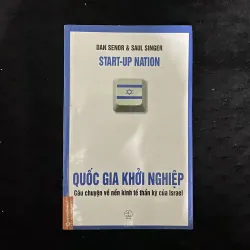 DAN SENOR & SAUL SINGER
START-UP NATION
QUỐC GIA KHỞI NGHIỆP
Câu chuyện về nền kinh tế thần kỳ của Israel